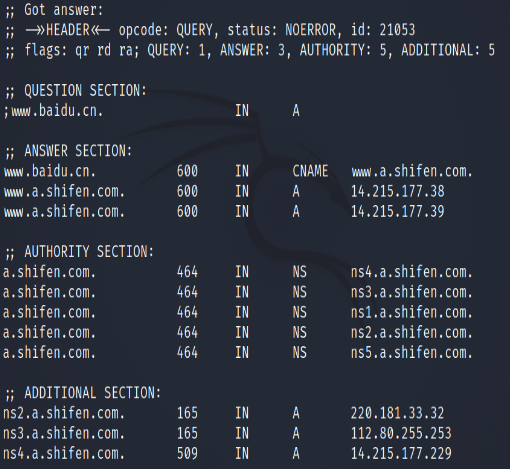 ;; Got answer:
;; ->>HEADER<<- opcode: QUERY, status: NOERROR, id: 21053
;; flags: qr rd ra; QUERY: 1, ANSWER: 3, AUTHORITY: 5, ADDITIONAL: 5
;; QUESTION SECTION:
;www.baidu.cn. IN A
;; ANSWER SECTION:
www.baidu.cn. 600 IN CNAME www.a.shifen.com.
www.a.shifen.com. 600 IN A 14.215.177.38
www.a.shifen.com. 600 IN A 14.215.177.39
;; AUTHORITY SECTION:
a.shifen.com. 464 IN NS ns4.a.shifen.com.
a.shifen.com. 464 IN NS ns3.a.shifen.com.
a.shifen.com. 464 IN NS ns1.a.shifen.com.
a.shifen.com. 464 IN NS ns2.a.shifen.com.
a.shifen.com. 464 IN NS ns5.a.shifen.com.
;; ADDITIONAL SECTION:
ns2.a.shifen.com. 165 IN A 220.181.33.32
ns3.a.shifen.com. 165 IN A 112.80.255.253
ns4.a.shifen.com. 509 IN A 14.215.177.229